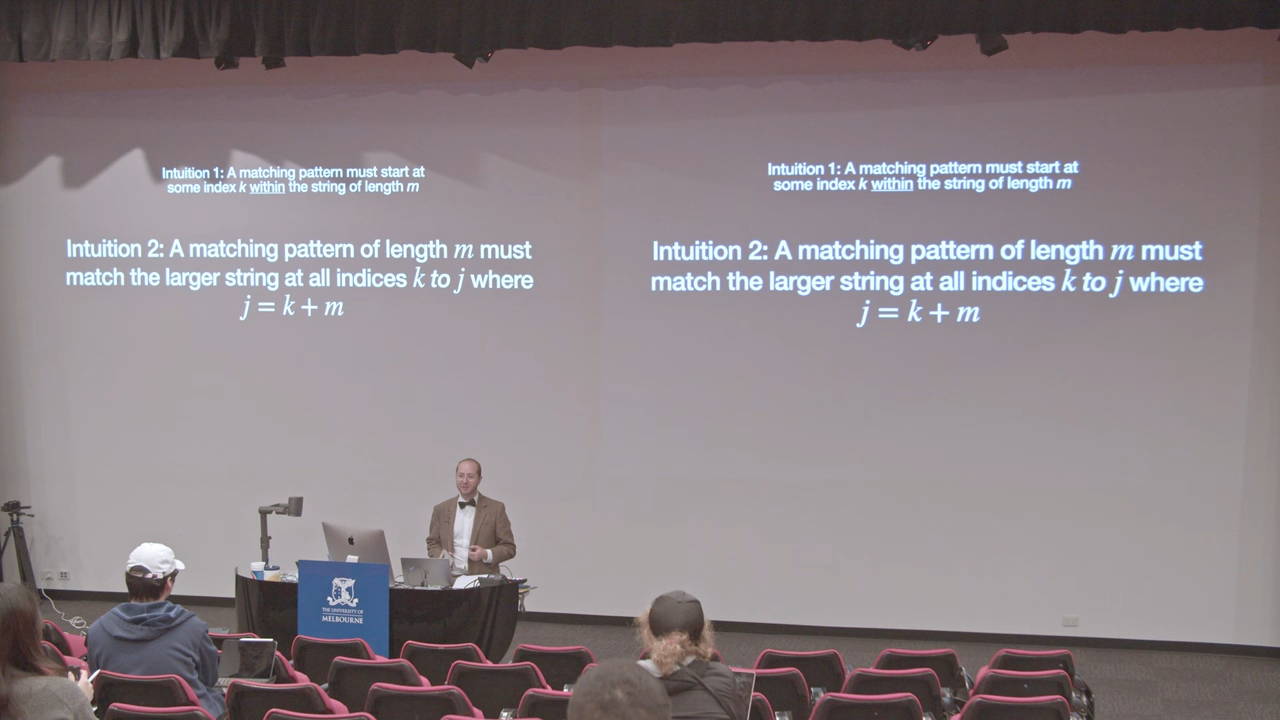 Intuition 1: A matching pattern must start at
some index k within the string of length m
Intuition 2: A matching pattern of length m must
match the larger string at all indices k to j where
j = k + m
Intuition 1: A matching pattern must start at
some index k within the string of length m
Intuition 2: A matching pattern of length m must
match the larger string at all indices k to j where
j = k + m
THE UNIVERSITY OF
MELBOURNE